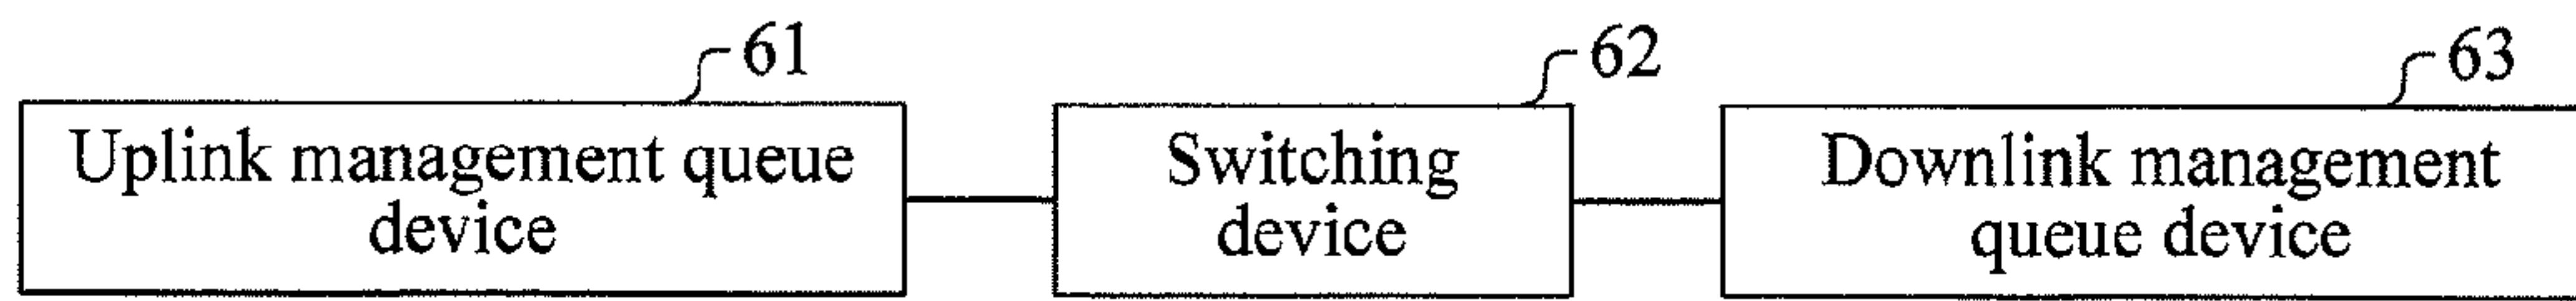 61
62
63
Uplink management queue
device
Switching
device
Downlink management
queue device